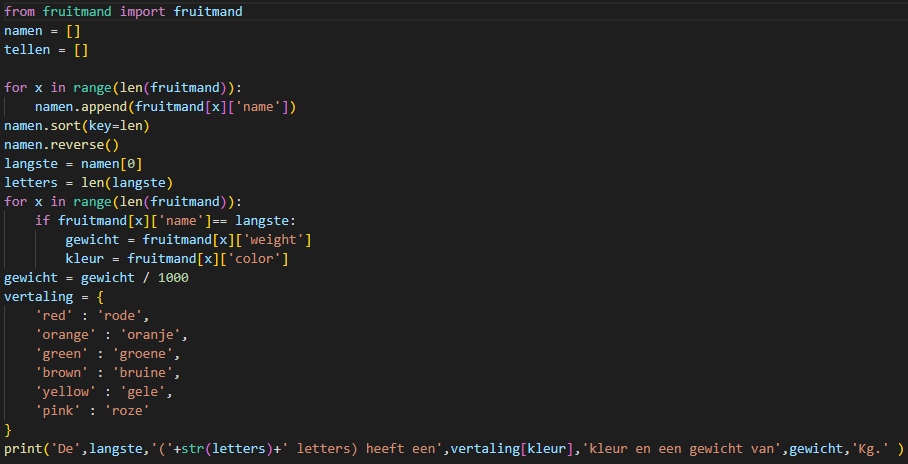 from fruitmand import fruitmand
namen = []
tellen = []

for x in range(len(fruitmand)):
    namen.append(fruitmand[x]['name'])
namen.sort(key=len)
namen.reverse()
langste = namen[0]
letters = len(langste)
for x in range(len(fruitmand)):
    if fruitmand[x]['name']== langste:
        gewicht = fruitmand[x]['weight']
        kleur = fruitmand[x]['color']
gewicht = gewicht / 1000
vertaling = {
    'red' : 'rode',
    'orange' : 'oranje',
    'green' : 'groene',
    'brown' : 'bruine',
    'yellow' : 'gele',
    'pink' : 'roze'
}
print('De',langste,'('+str(letters)+' letters) heeft een',vertaling[kleur],'kleur en een gewicht van',gewicht,'Kg.' )